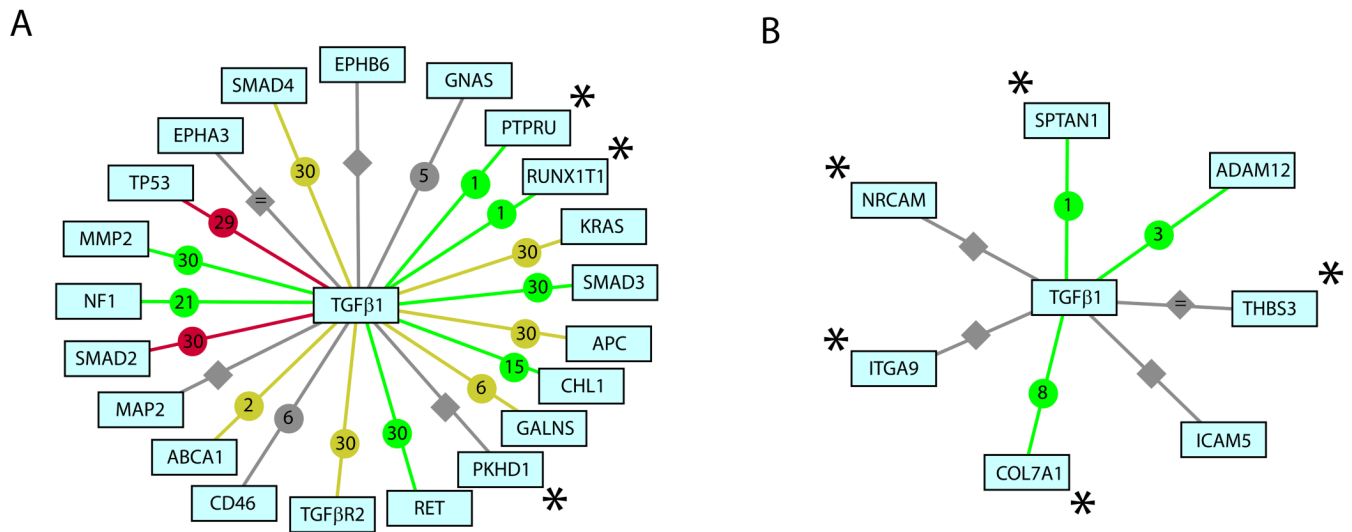 A
B
EPHB6
SMAD4
GNAS
*
PTPRU
EPHA3
*
RUNX1T1
TP53
30
5
1
KRAS
=
1
29
MMP2
30
30
SMAD3
30
NF1
21
TGFβ1
30
APC
SMAD2
30
15
CHL1
MAP2
6
GALNS
2
6
30
30
ABCA1
PKHD1
*
CD46
TGFβR2
RET
*
SPTAN1
*
ADAM12
NRCAM
1
3
*
TGFβ1
=
THBS3
*
ITGA9
8
ICAM5
COL7A1
*